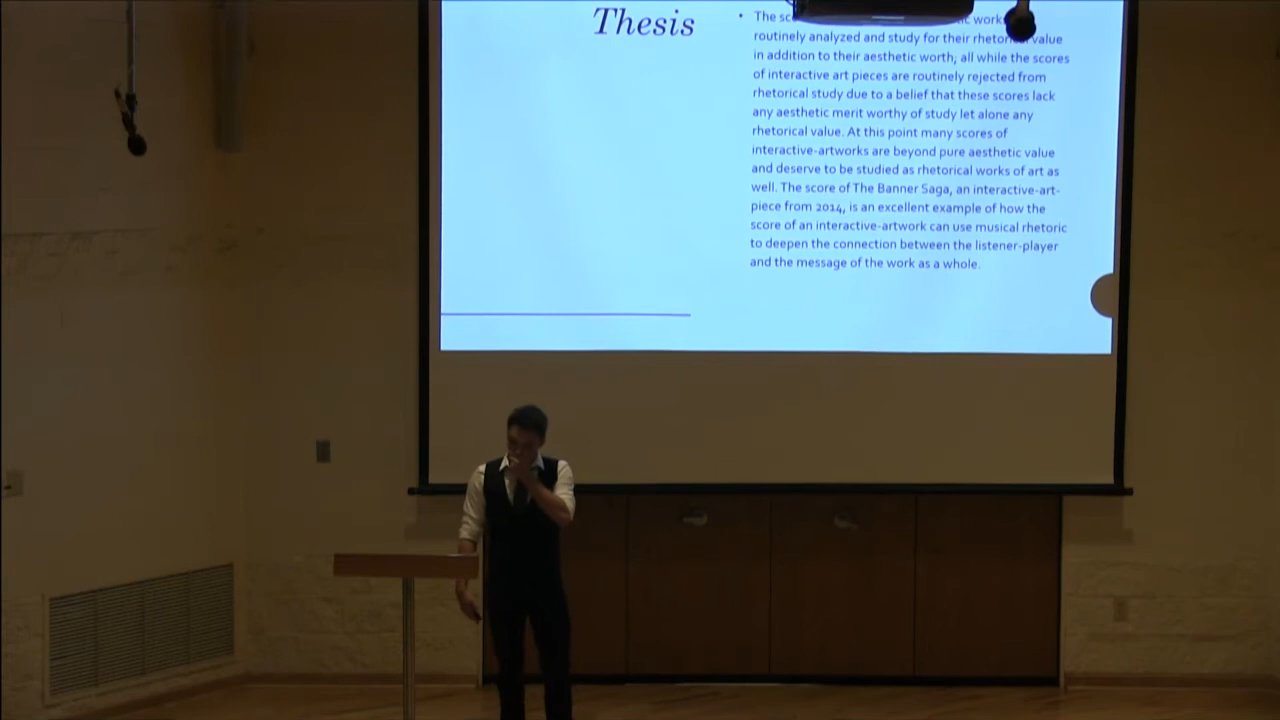 Thesis
• The works
routinely analyzed and study for their rhetorical value
in addition to their aesthetic worth; all while the scores
of interactive art pieces are routinely rejected from
rhetorical study due to a belief that these scores lack
any aesthetic merit worthy of study let alone any
rhetorical value. At this point many scores of
interactive-artworks are beyond pure aesthetic value
and deserve to be studied as rhetorical works of art as
well. The score of The Banner Saga, an interactive-art-
piece from 2014, is an excellent example of how the
score of an interactive-artwork can use musical rhetoric
to deepen the connection between the listener-player
and the message of the work as a whole.